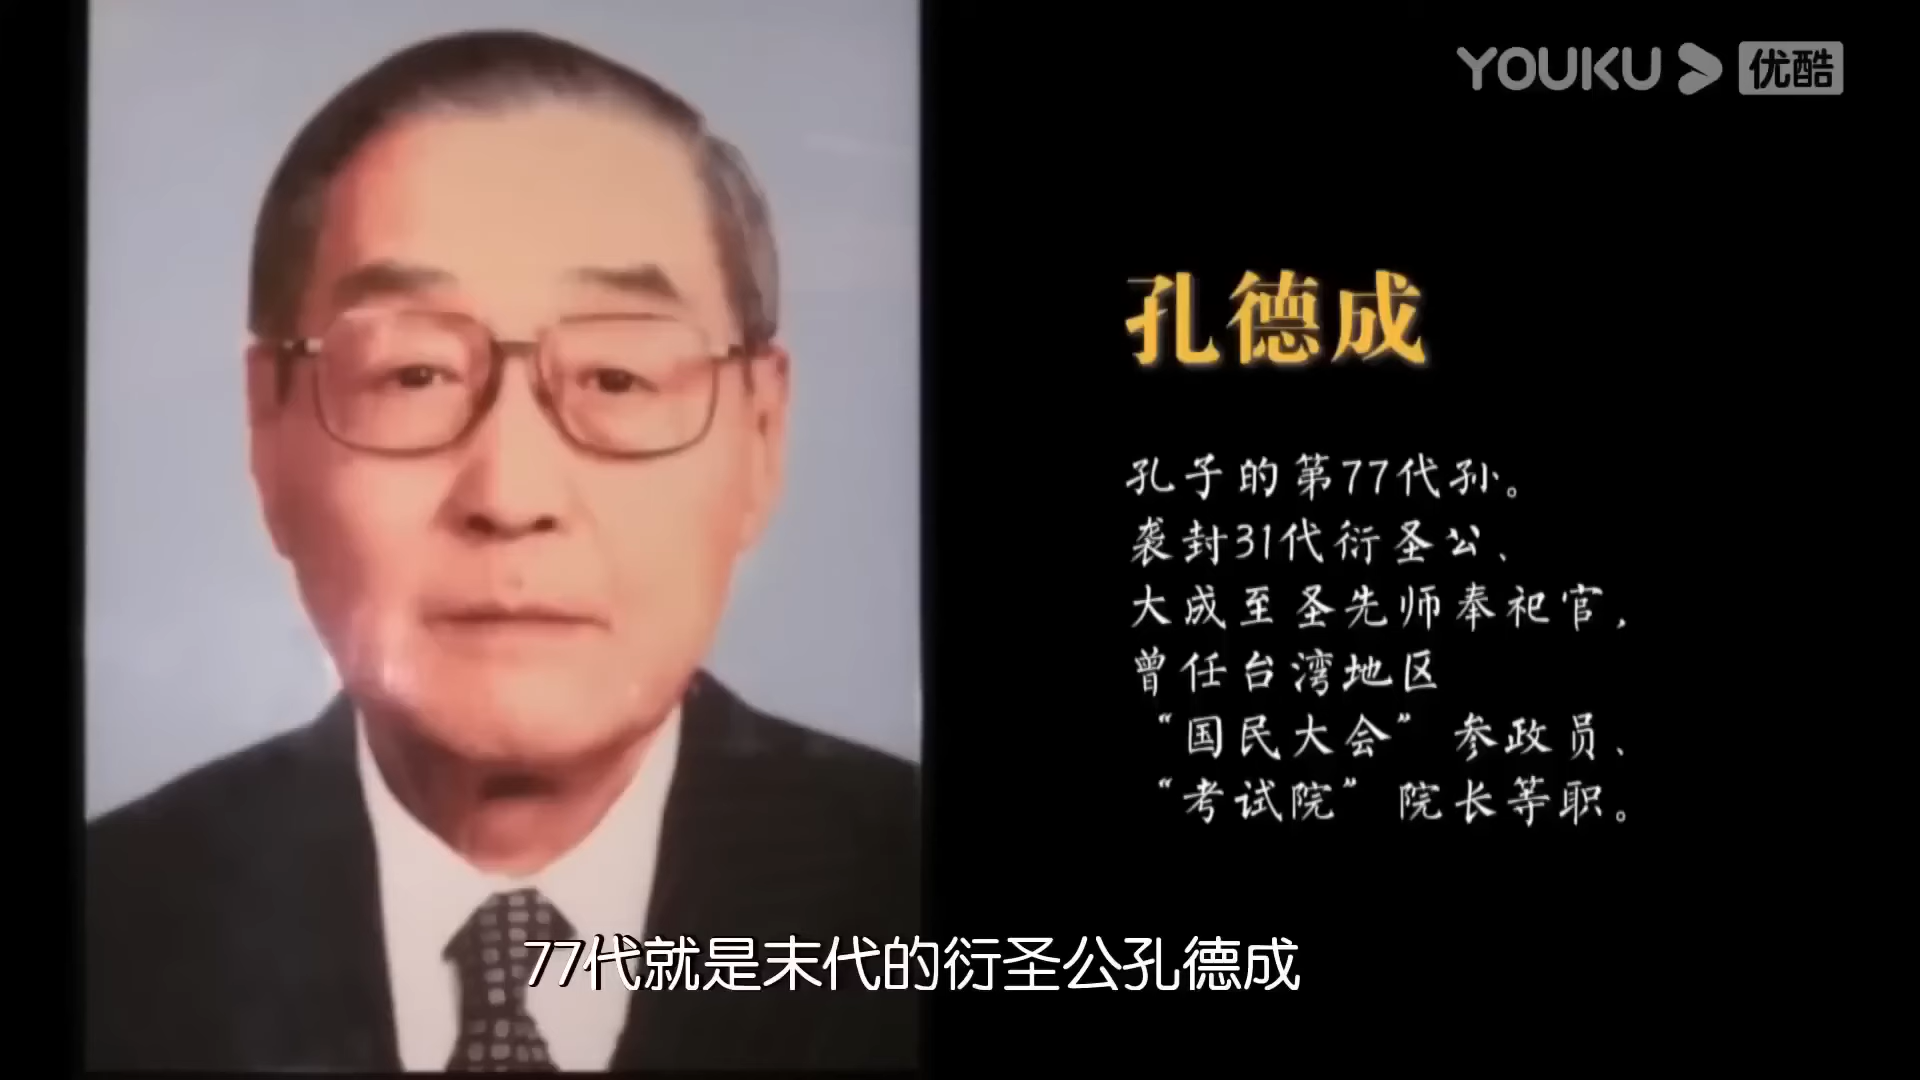 YOUKU 优酷
孔德成
孔子的第77代孙。
袭封31代衍圣公、
大成至圣先师奉祀官,
曾任台湾地区
“国民大会”参政员、
“考试院”院长等职。
77代就是末代的衍圣公孔德成